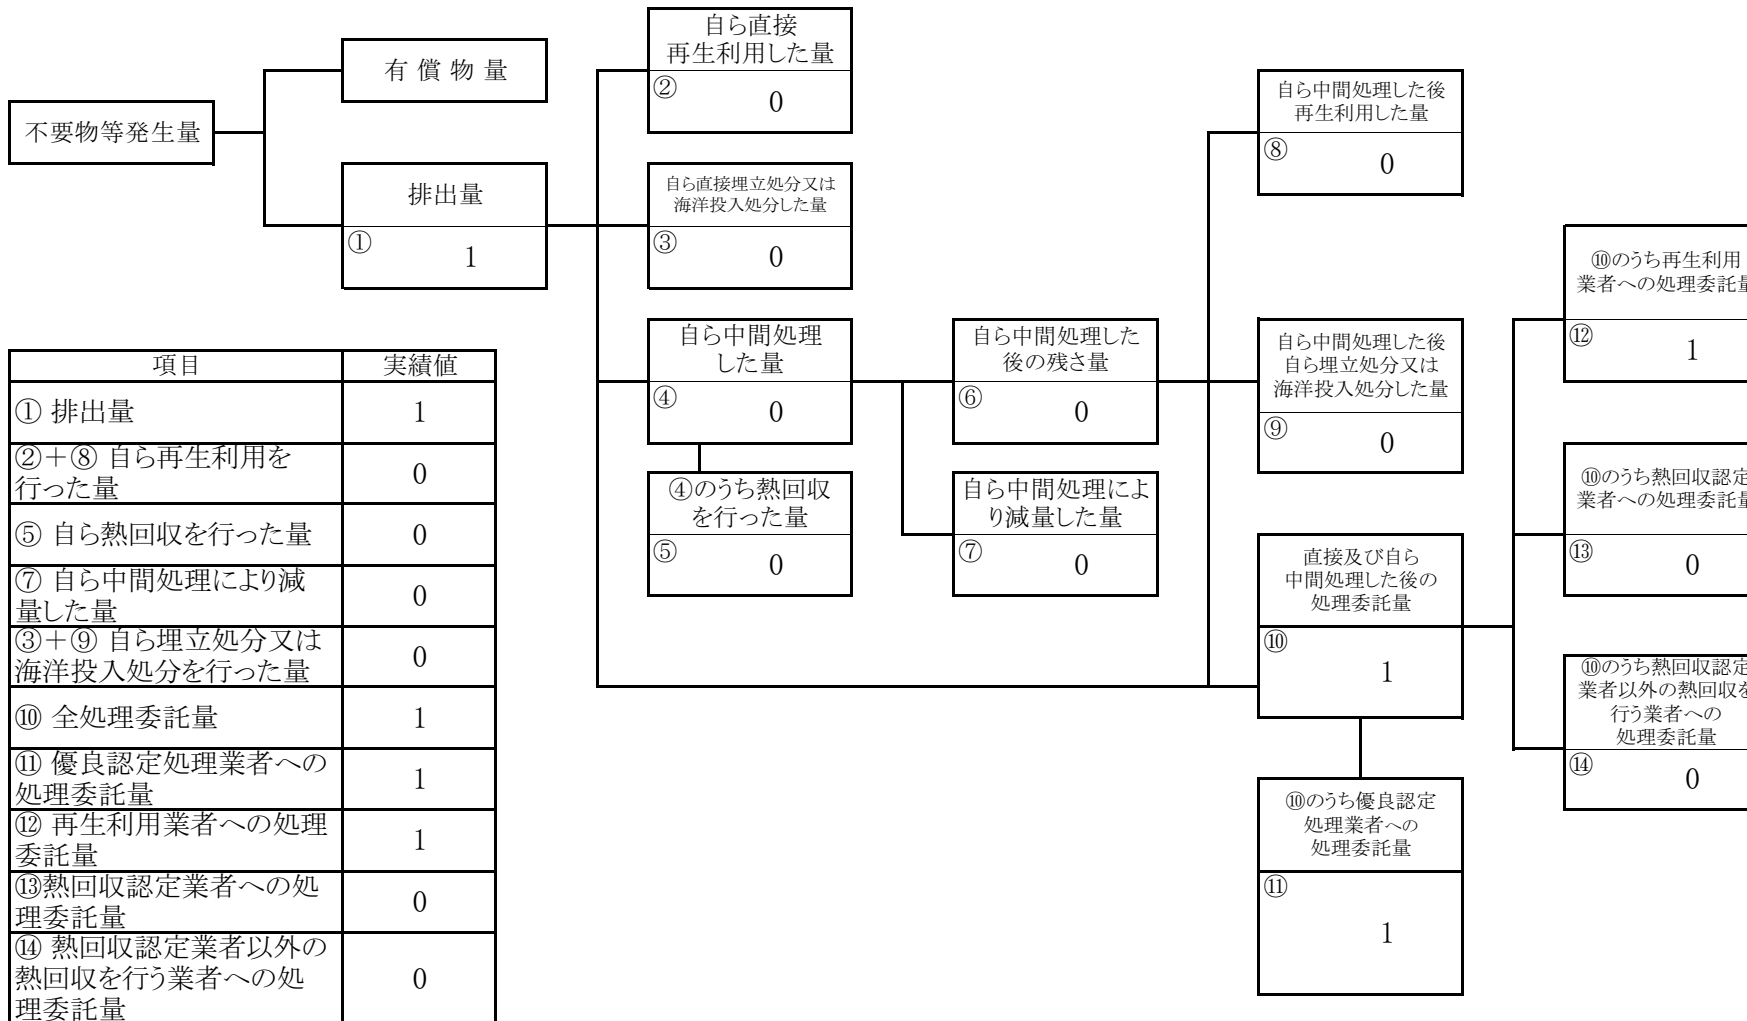 不要物等発生量
有 償 物 量
排出量
①
1
自ら直接
再生利用した量
②
0
自ら直接埋立処分又は
海洋投入処分した量
③
0
自ら中間処理
した量
④
0
④のうち熱回収
を行った量
⑤
0
自ら中間処理した
後の残さ量
⑥
0
自ら中間処理によ
り減量した量
⑦
0
自ら中間処理した後
再生利用した量
⑧
0
自ら中間処理した後
自ら埋立処分又は
海洋投入処分した量
⑨
0
直接及び自ら
中間処理した後の
処理委託量
⑩
1
⑩のうち優良認定
処理業者への
処理委託量
⑪
1
⑩のうち再生利用
業者への処理委託量
⑫
1
⑩のうち熱回収認定
業者への処理委託量
⑬
0
⑩のうち熱回収認定
業者以外の熱回収を
行う業者への
処理委託量
⑭
0
項目 実績値
① 排出量 1
②＋⑧ 自ら再生利用を
行った量 0
⑤ 自ら熱回収を行った量 0
⑦ 自ら中間処理により減
量した量 0
③＋⑨ 自ら埋立処分又は
海洋投入処分を行った量 0
⑩ 全処理委託量 1
⑪ 優良認定処理業者への
処理委託量 1
⑫ 再生利用業者への処理
委託量 1
⑬熱回収認定業者への処
理委託量 0
⑭ 熱回収認定業者以外の
熱回収を行う業者への処
理委託量 0